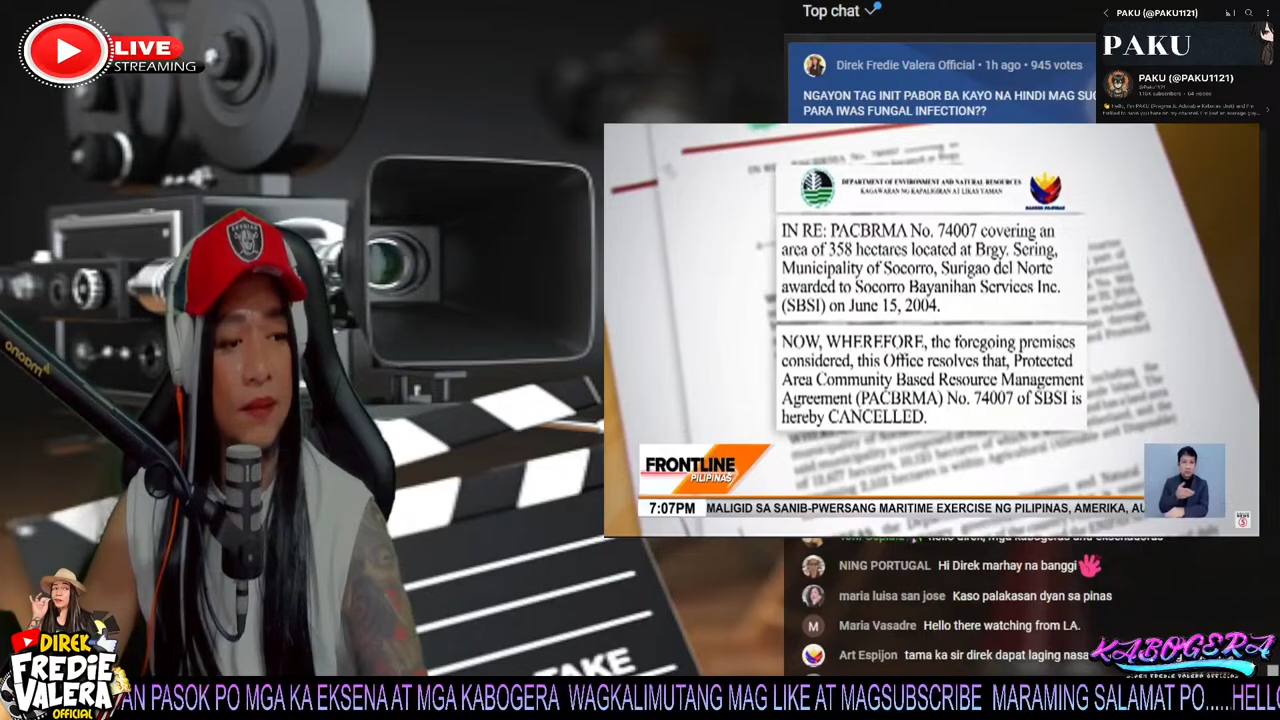 LIVE
STREAMING
Top chat
Direk Fredie Valera Official • 1h ago • 945 votes
NGAYON TAG INIT PABOR BA KAYO NA HINDI MAG
PARA IWAS FUNGAL INFECTION??
PAKU (@PAKU1121)
PAKU
PAKU (@PAKU1121)
@PAKU1121
DEPARTMENT OF ENVIRONMENT AND NATURAL RESOURCES
KAGAWARAN NG KAPALIGIRAN AT LIKAS YAMAN
IN RE: PACBRMA No. 74007 covering an
area of 358 hectares located at Brgy. Sering,
Municipality of Socorro, Surigao del Norte
awarded to Socorro Bayanihan Services Inc.
(SBSI) on June 15, 2004.
NOW, WHEREFORE, the foregoing premises
considered, this Office resolves that, Protected
Area Community Based Resource Management
Agreement (PACBRMA) No. 74007 of SBSI is
hereby CANCELLED.
FRONTLINE
PILIPINAS
7:07PM
MALIGID SA SANIB-PWERSANG MARITIME EXERCISE NG PILIPINAS, AMERIKA, AU
NING PORTUGAL Hi Direk marhay na banggi
maria luisa san jose Kaso palakasan dyan sa pinas
M Maria Vasadre Hello there watching from LA.
Art Espijon tama ka sir direk dapat laging nasa
KABOGERA
maono
DIREK
FREDIE
VALERA
OFFICIAL
TAKE
AN PASOK PO MGA KA EKSENA AT MGA KABOGERA WAGKALIMUTANG MAG LIKE AT MAGSUBSCRIBE MARAMING SALAMAT PO.....HELLO